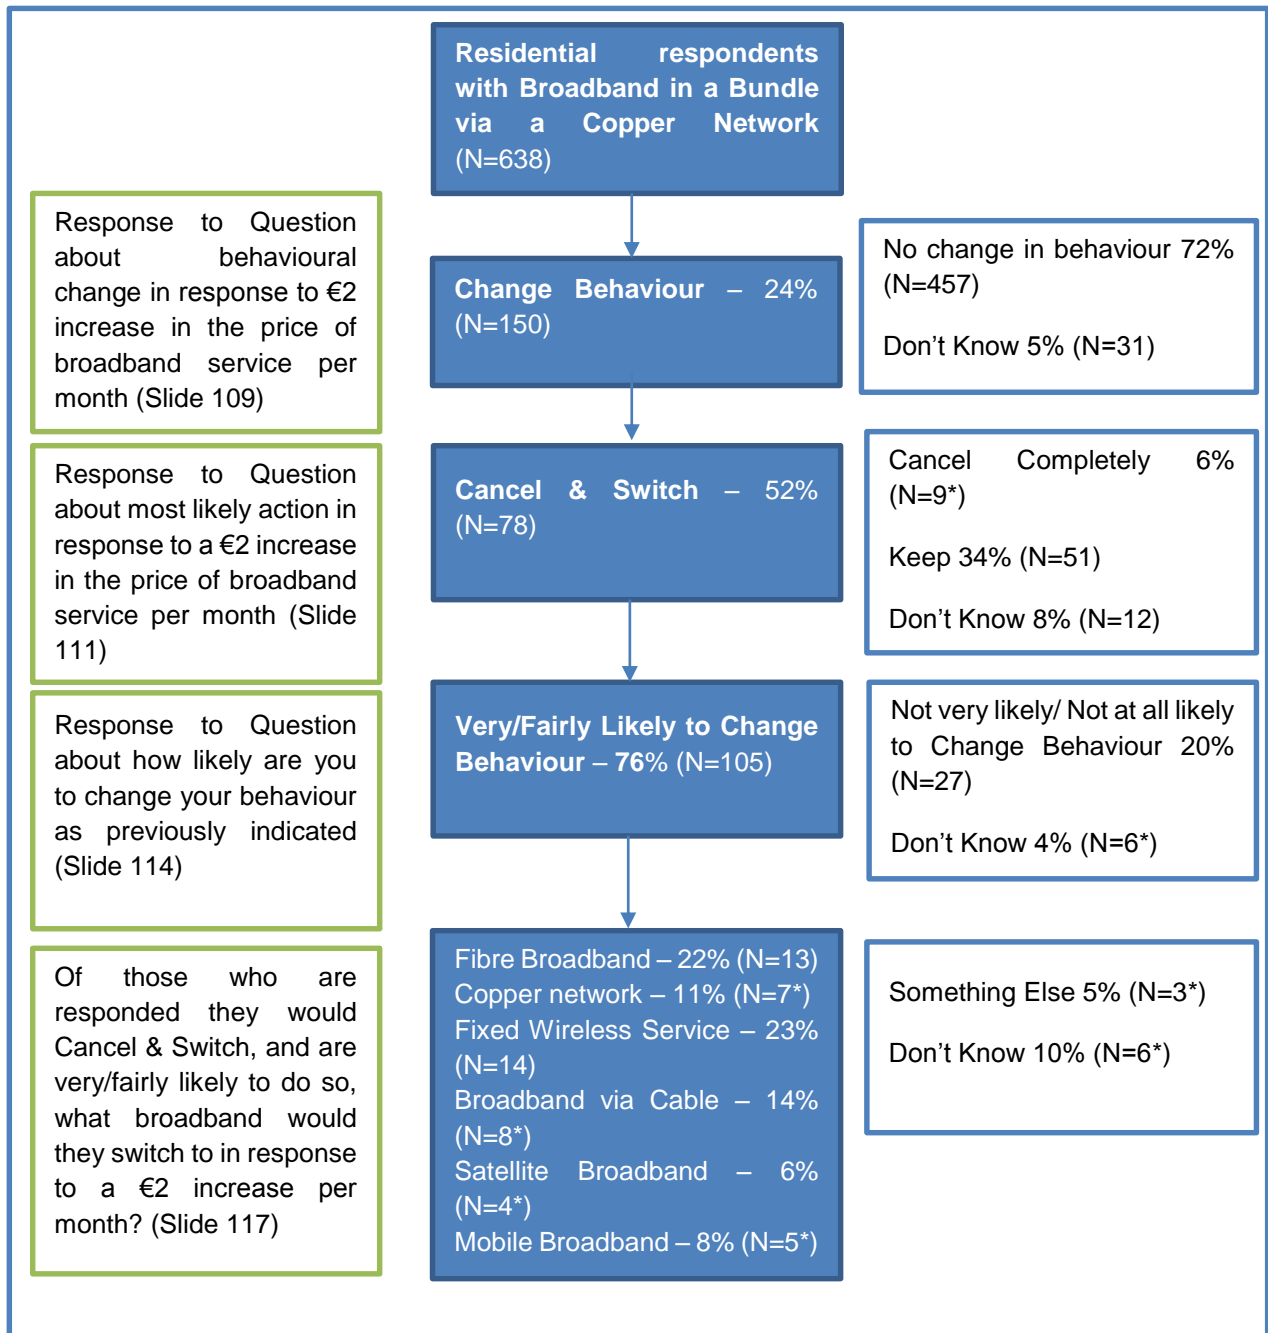 Residential respondents
with Broadband in a Bundle
via a Copper Network
(N=638)
Response to Question
about behavioural
change in response to €2
increase in the price of
broadband service per
month (Slide 109)
Change Behaviour – 24%
(N=150)
No change in behaviour 72%
(N=457)
Don’t Know 5% (N=31)
Response to Question
about most likely action in
response to a €2 increase
in the price of broadband
service per month (Slide
111)
Cancel & Switch – 52%
(N=78)
Cancel Completely 6%
(N=9*)
Keep 34% (N=51)
Don’t Know 8% (N=12)
Response to Question
about how likely are you
to change your behaviour
as previously indicated
(Slide 114)
Very/Fairly Likely to Change
Behaviour – 76% (N=105)
Not very likely/ Not at all likely
to Change Behaviour 20%
(N=27)
Don’t Know 4% (N=6*)
Of those who are
responded they would
Cancel & Switch, and are
very/fairly likely to do so,
what broadband would
they switch to in response
to a €2 increase per
month? (Slide 117)
Fibre Broadband – 22% (N=13)
Copper network – 11% (N=7*)
Fixed Wireless Service – 23%
(N=14)
Broadband via Cable – 14%
(N=8*)
Satellite Broadband – 6%
(N=4*)
Mobile Broadband – 8% (N=5*)
Something Else 5% (N=3*)
Don’t Know 10% (N=6*)